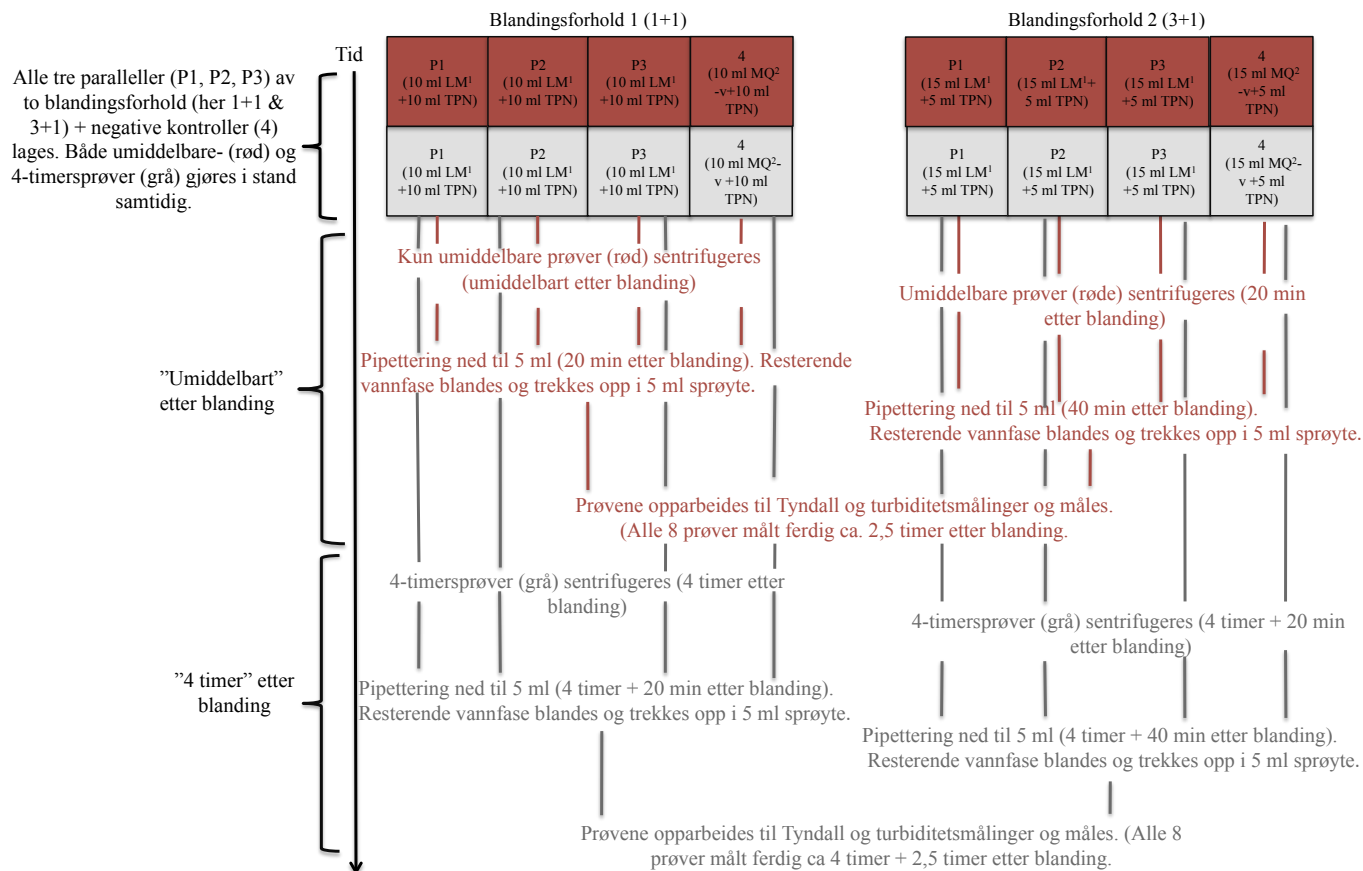 Blandingsforhold 1 (1+1)
Blandingsforhold 2 (3+1)
Tid
Alle tre paralleller (P1, P2, P3) av
to blandingsforhold (her 1+1 &
3+1) + negative kontroller (4)
lages. Både umiddelbare- (rød) og
4-timersprøver (grå) gjøres i stand
samtidig.
P1
(10 ml LM¹
+10 ml TPN)
P2
(10 ml LM¹
+10 ml TPN)
P3
(10 ml LM¹
+10 ml TPN)
4
(10 ml MQ²
-v+10 ml
TPN)
P1
(15 ml LM¹
+5 ml TPN)
P2
(15 ml LM¹+
5 ml TPN)
P3
(15 ml LM¹
+5 ml TPN)
4
(15 ml MQ²
-v+5 ml
TPN)
P1
(10 ml LM¹
+10 ml TPN)
P2
(10 ml LM¹
+10 ml TPN)
P3
(10 ml LM¹
+10 ml TPN)
4
(10 ml MQ²-
v +10 ml
TPN)
P1
(15 ml LM¹
+5 ml TPN)
P2
(15 ml LM¹
+5 ml TPN)
P3
(15 ml LM¹
+5 ml TPN)
4
(15 ml MQ²-
v +5 ml
TPN)
"Umiddelbart"
etter blanding
Kun umiddelbare prøver (rød) sentrifugeres
(umiddelbart etter blanding)
Umiddelbare prøver (røde) sentrifugeres (20 min
etter blanding)
Pipettering ned til 5 ml (20 min etter blanding). Resterende
vannfase blandes og trekkes opp i 5 ml sprøyte.
Pipettering ned til 5 ml (40 min etter blanding).
Resterende vannfase blandes og trekkes opp i 5 ml sprøyte.
Prøvene opparbeides til Tyndall og turbiditetsmålinger og måles.
(Alle 8 prøver målt ferdig ca. 2,5 timer etter blanding.
"4 timer" etter
blanding
4-timersprøver (grå) sentrifugeres (4 timer etter
blanding)
4-timersprøver (grå) sentrifugeres (4 timer + 20 min
etter blanding)
Pipettering ned til 5 ml (4 timer + 20 min etter blanding).
Resterende vannfase blandes og trekkes opp i 5 ml sprøyte.
Pipettering ned til 5 ml (4 timer + 40 min etter blanding).
Resterende vannfase blandes og trekkes opp i 5 ml sprøyte.
Prøvene opparbeides til Tyndall og turbiditetsmålinger og måles. (Alle 8
prøver målt ferdig ca 4 timer + 2,5 timer etter blanding.